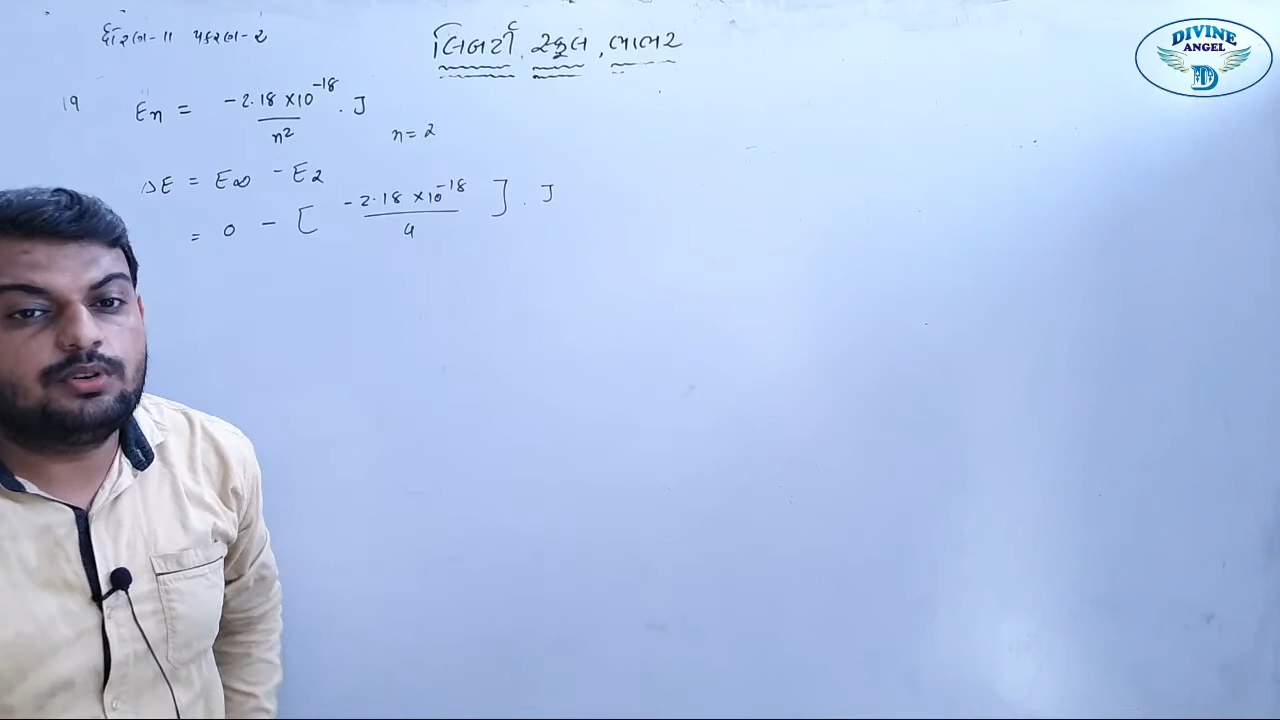 ધોરણ-11 પ્રકરણ-2
લિબર્ટી, સ્કૂલ, ભાભર
DIVINE
ANGEL
D
19 En = -2.18 ×10^-18 / n² . J
n = 2
ΔE = E∞ - E2
= 0 - [ -2.18 ×10^-18 / 4 ] . J